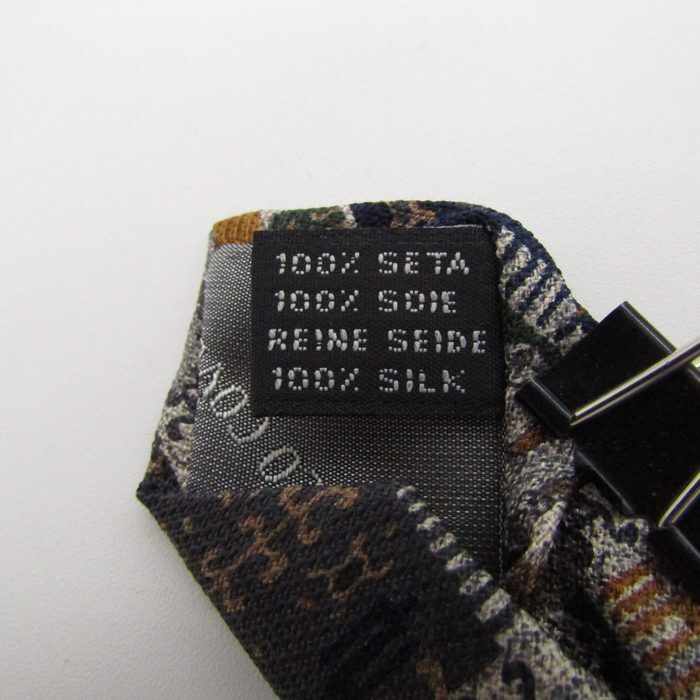 100% SETA
100% SOIE
REINE SEIDE
100% SILK